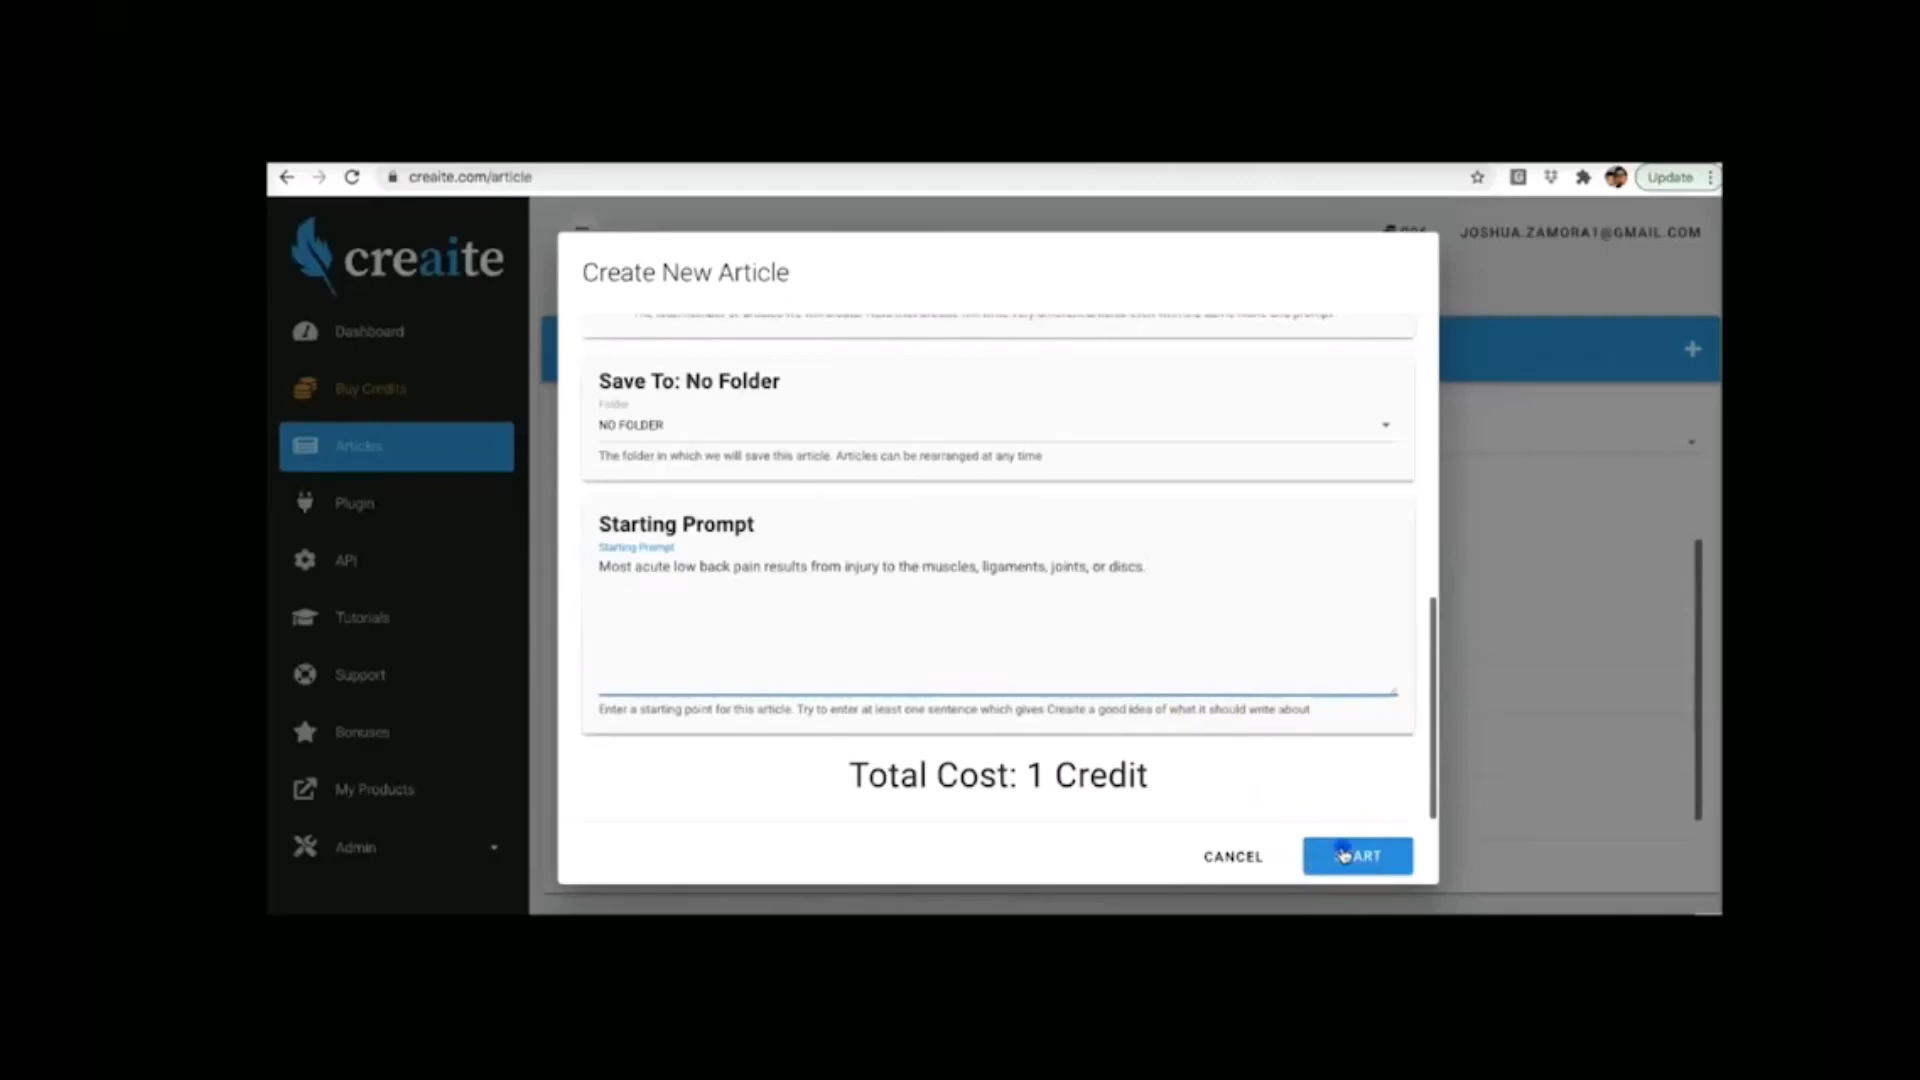 creaite.com/article
Update
creaite
JOSHUA.ZAMORA1@GMAIL.COM
Dashboard
Buy Credits
Articles
Plugin
API
Tutorials
Support
Bonuses
My Products
Admin
Create New Article
Save To: No Folder
Folder
NO FOLDER
The folder in which we will save this article. Articles can be rearranged at any time
Starting Prompt
Starting Prompt
Most acute low back pain results from injury to the muscles, ligaments, joints, or discs.
Enter a starting point for this article. Try to enter at least one sentence which gives Creaite a good idea of what it should write about
Total Cost: 1 Credit
CANCEL